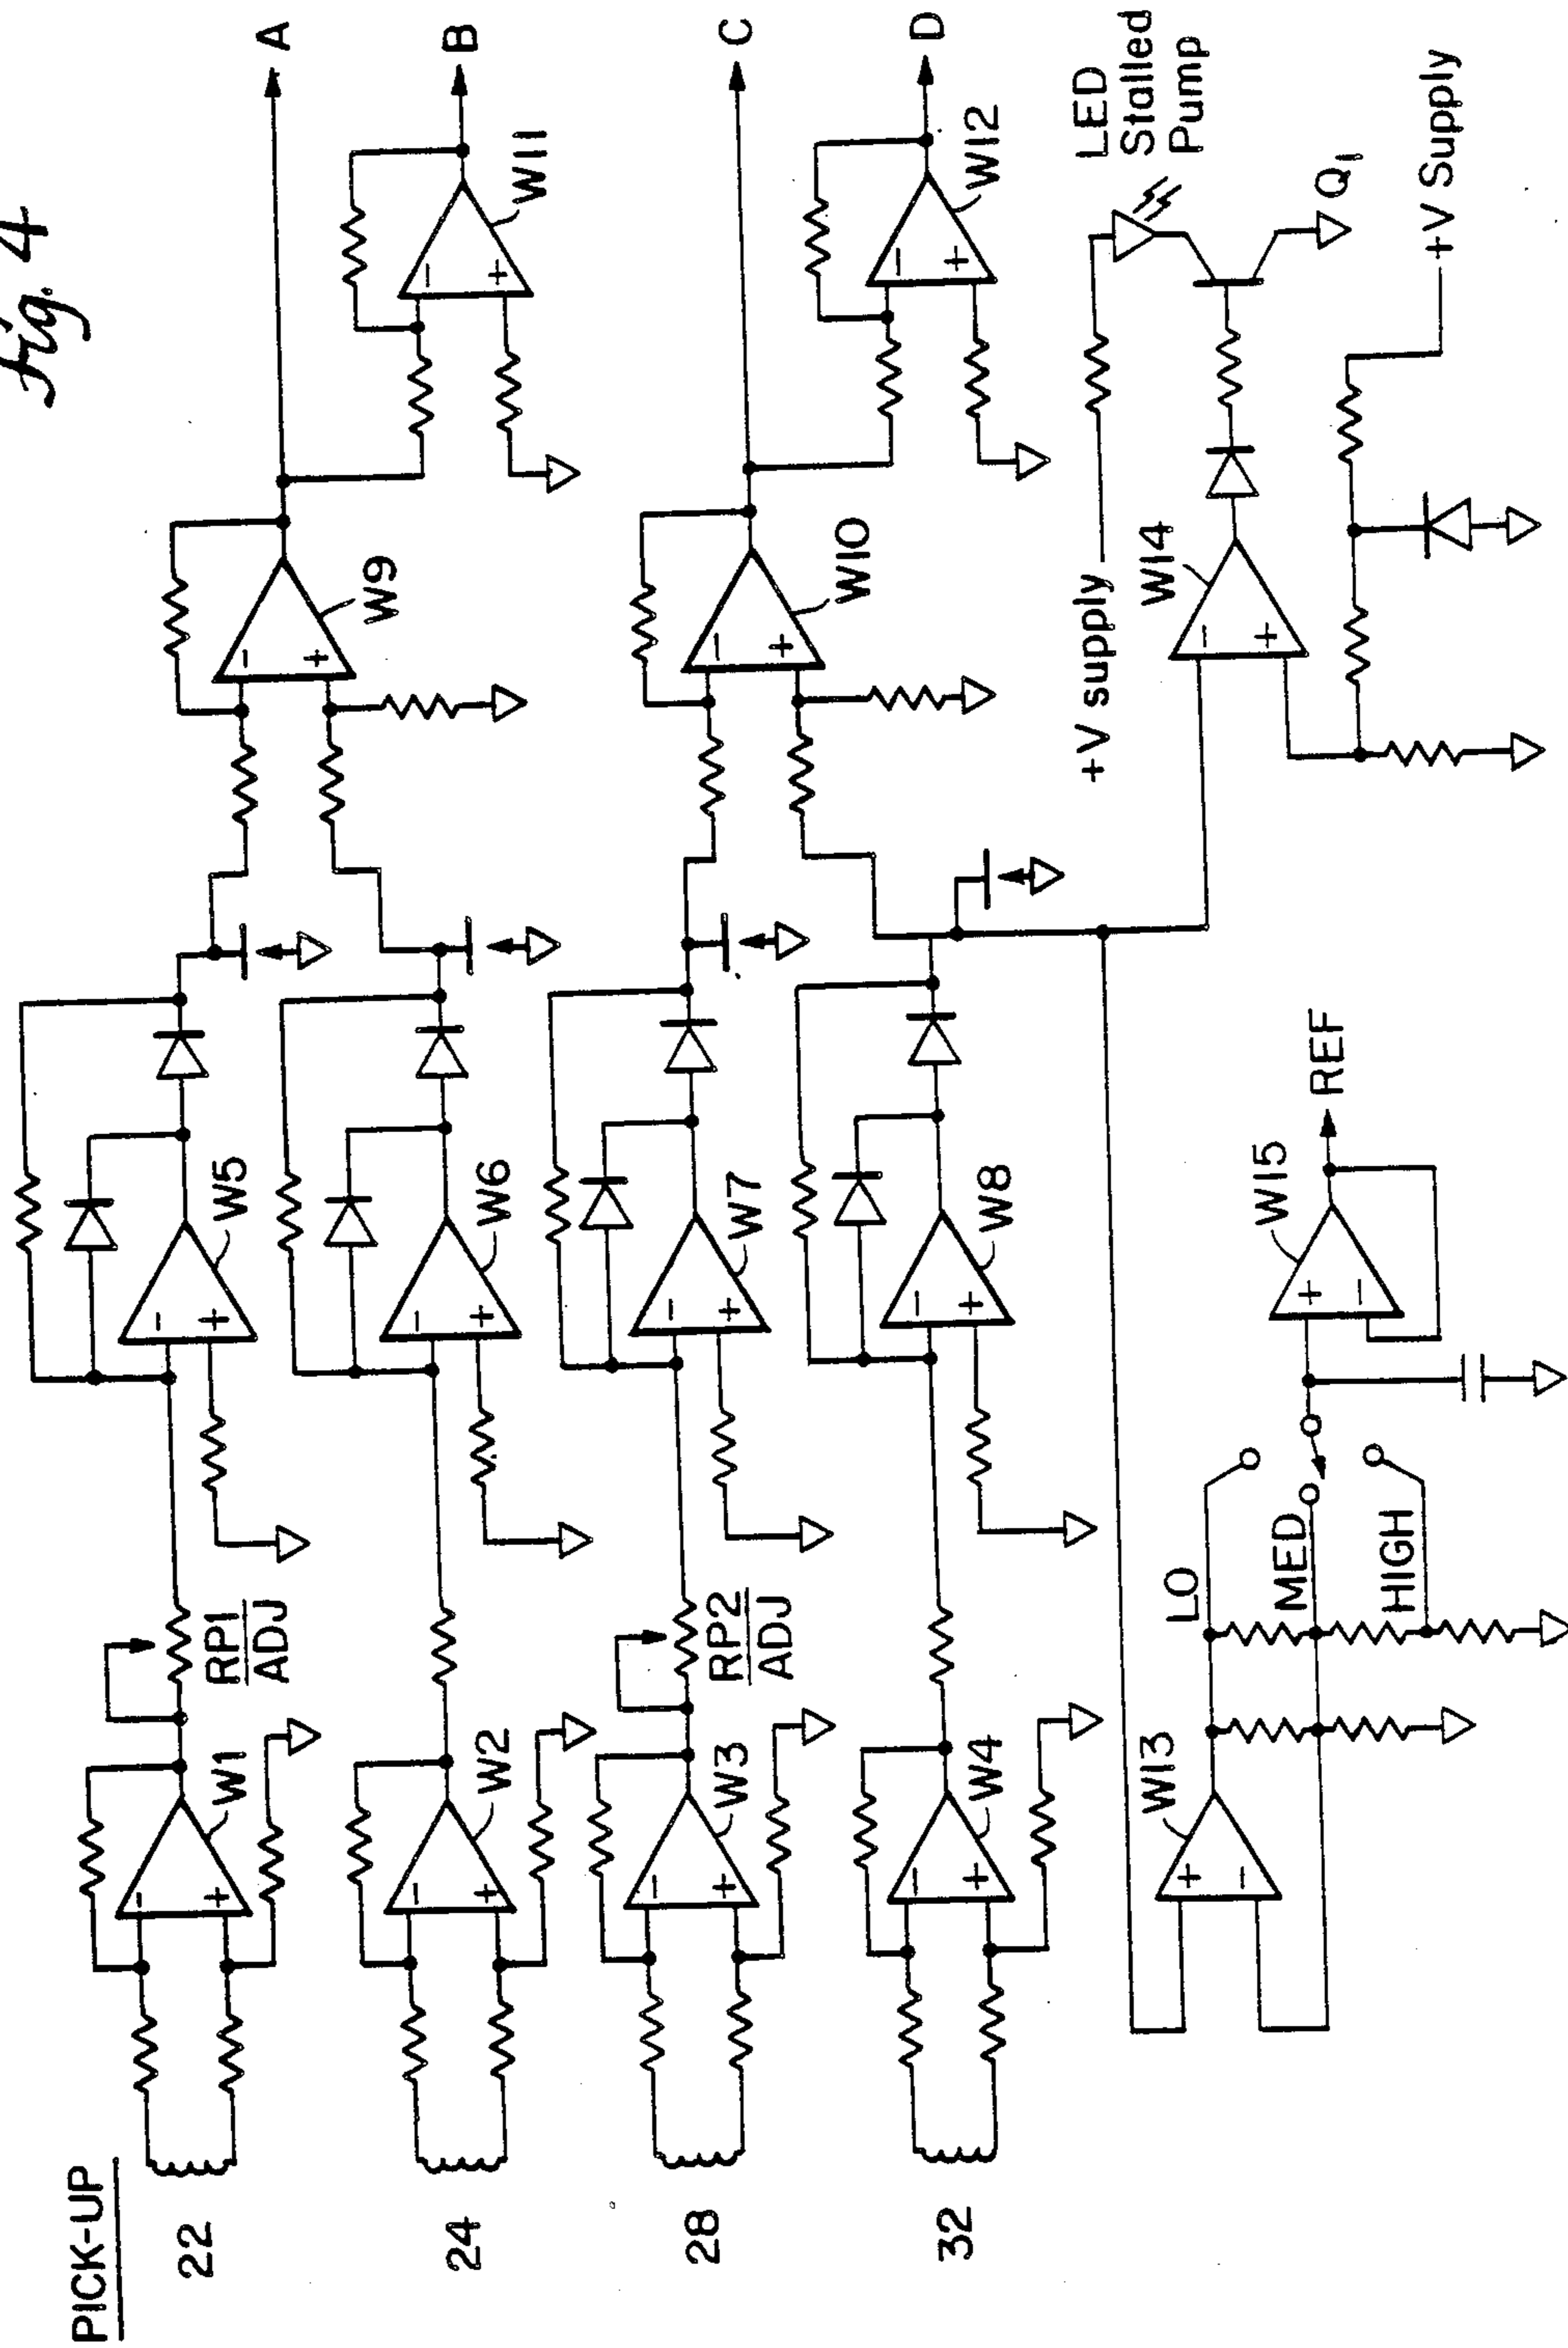 Fig. 4
PICK-UP
22
24
28
32
W1
W2
W3
W4
RP1
ADJ
RP2
ADJ
W5
W6
W7
W8
W9
W10
W11
W12
A
B
C
D
+V supply
LED
Stalled
Pump
W14
Q1
+V Supply
W13
LO
MED
HIGH
W15
REF
- + - + - + - +
- + - + - + - +
- + - +
- + - +
- +
+ -
+ -